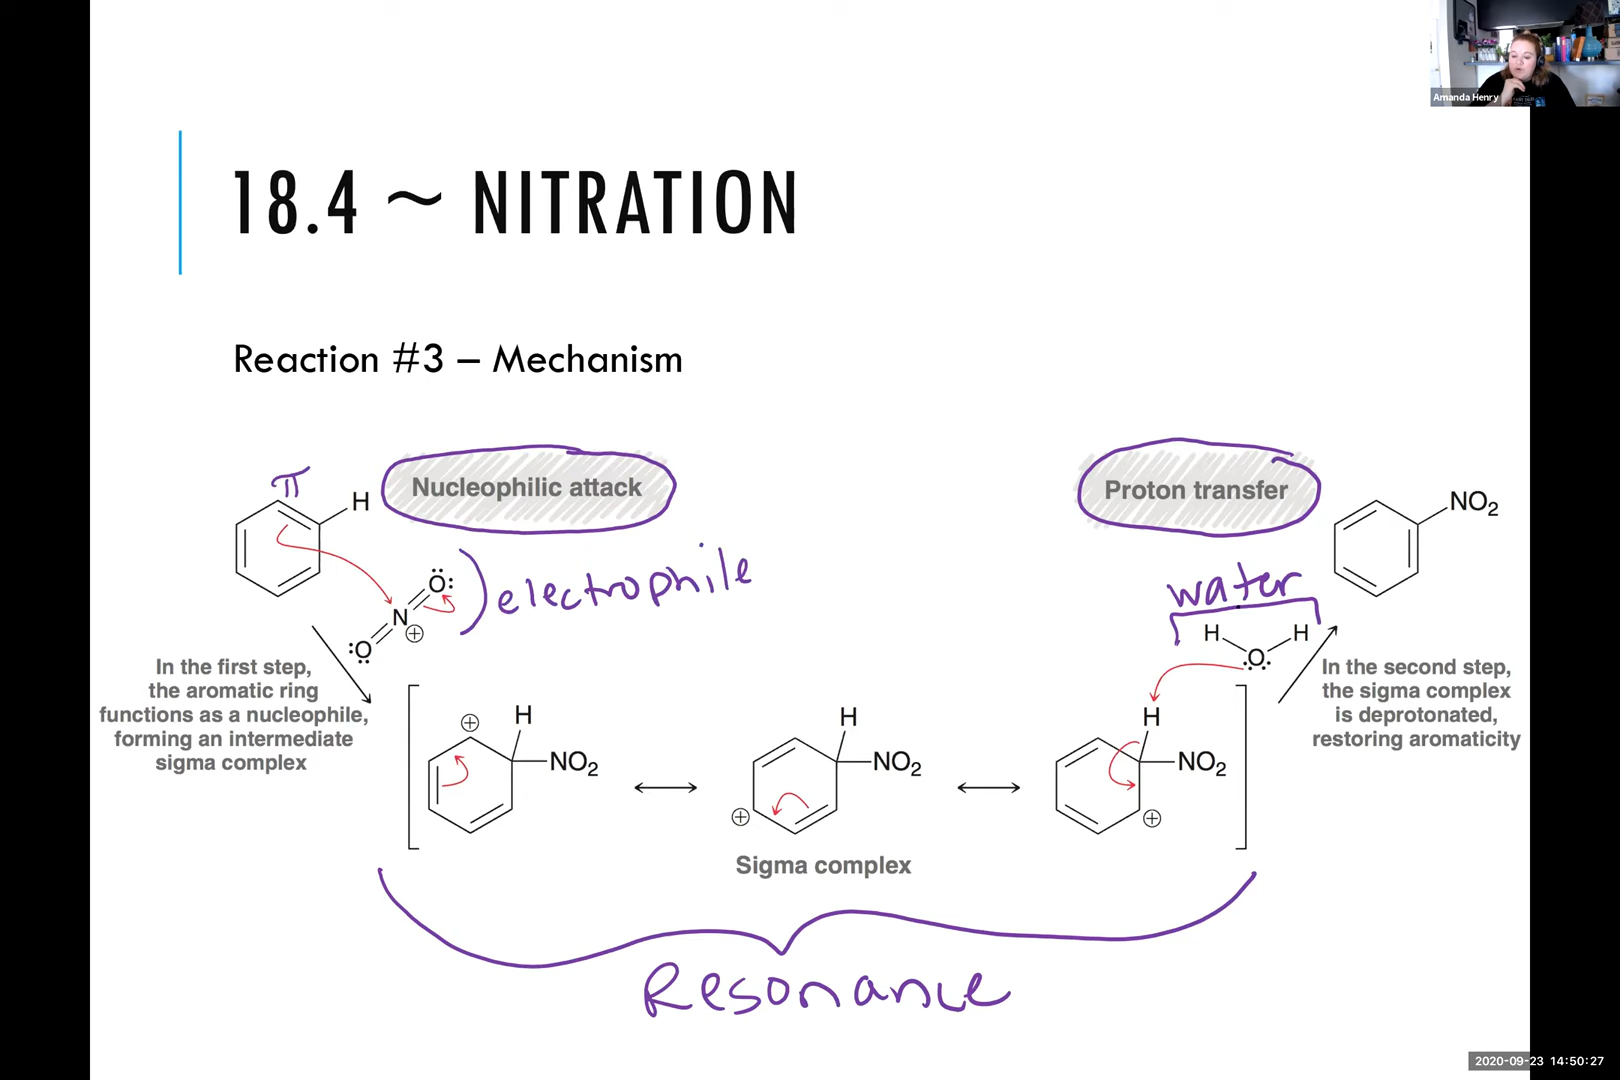 Amanda Henry
18.4 ~ NITRATION
Reaction #3 – Mechanism
π
H
Nucleophilic attack
N
⊕
:Ö
Ö:
electrophile
Proton transfer
NO₂
water
H
H
O
In the first step,
the aromatic ring
functions as a nucleophile,
forming an intermediate
sigma complex
In the second step,
the sigma complex
is deprotonated,
restoring aromaticity
⊕
H
NO₂
H
NO₂
⊕
H
NO₂
⊕
Sigma complex
Resonance
2020-09-23 14:50:27